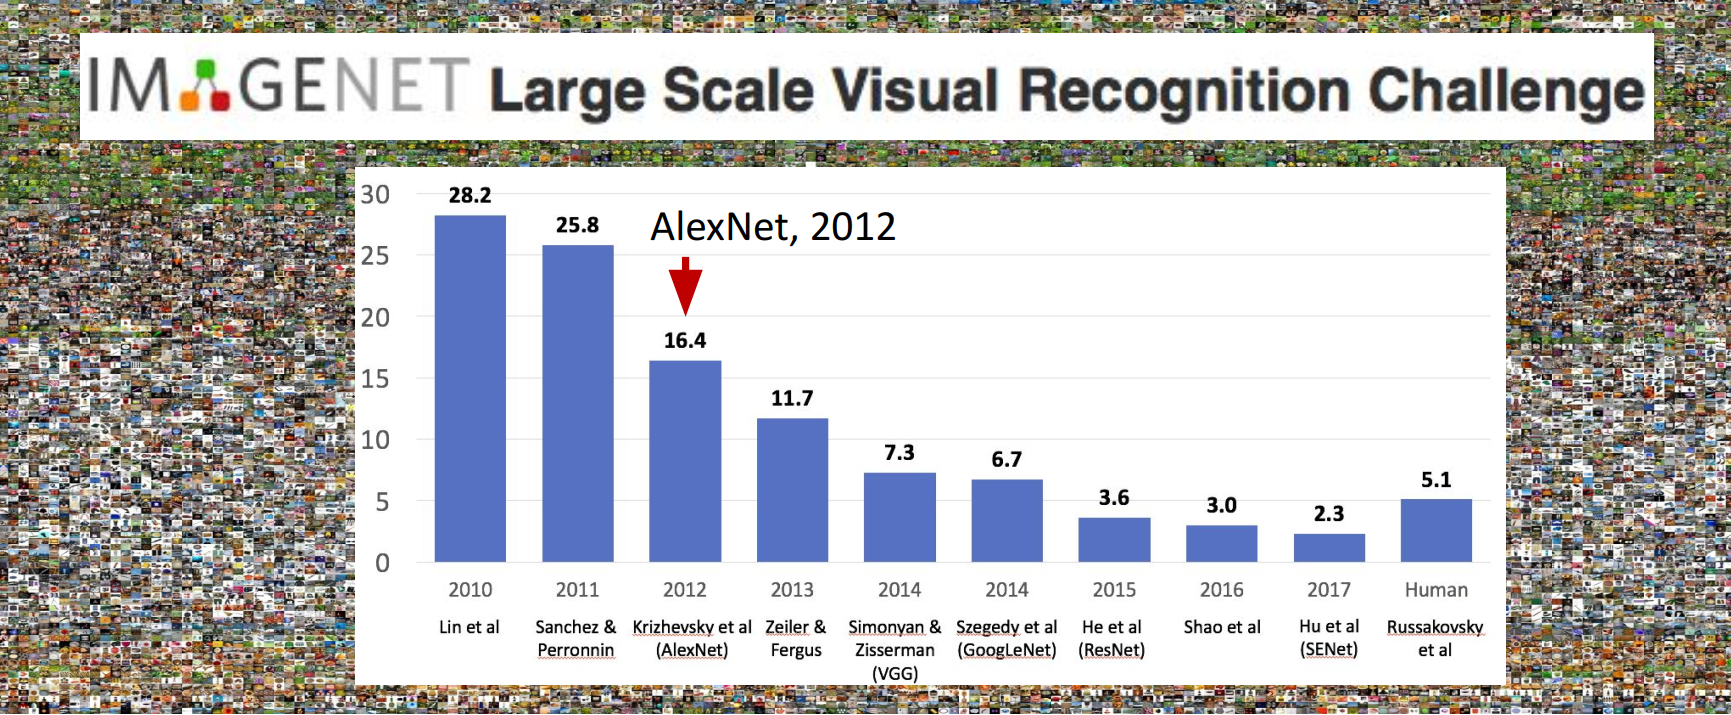 IMAGENET Large Scale Visual Recognition Challenge
30
25
20
15
10
5
0
AlexNet, 2012
28.2
25.8
16.4
11.7
7.3
6.7
3.6
3.0
2.3
5.1
2010 2011 2012 2013 2014 2014 2015 2016 2017 Human
Lin et al
Sanchez &
Perronnin
Krizhevsky et al
(AlexNet)
Zeiler &
Fergus
Simonyan &
Zisserman
(VGG)
Szegedy et al
(GoogLeNet)
He et al
(ResNet)
Shao et al
Hu et al
(SENet)
Russakovsky
et al